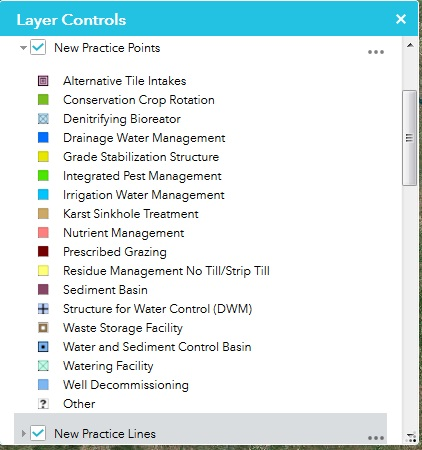 Layer Controls
New Practice Points
Alternative Tile Intakes
Conservation Crop Rotation
Denitrifying Bioreactor
Drainage Water Management
Grade Stabilization Structure
Integrated Pest Management
Irrigation Water Management
Karst Sinkhole Treatment
Nutrient Management
Prescribed Grazing
Residue Management No Till/Strip Till
Sediment Basin
Structure for Water Control (DWM)
Waste Storage Facility
Water and Sediment Control Basin
Watering Facility
Well Decommissioning
? Other
New Practice Lines